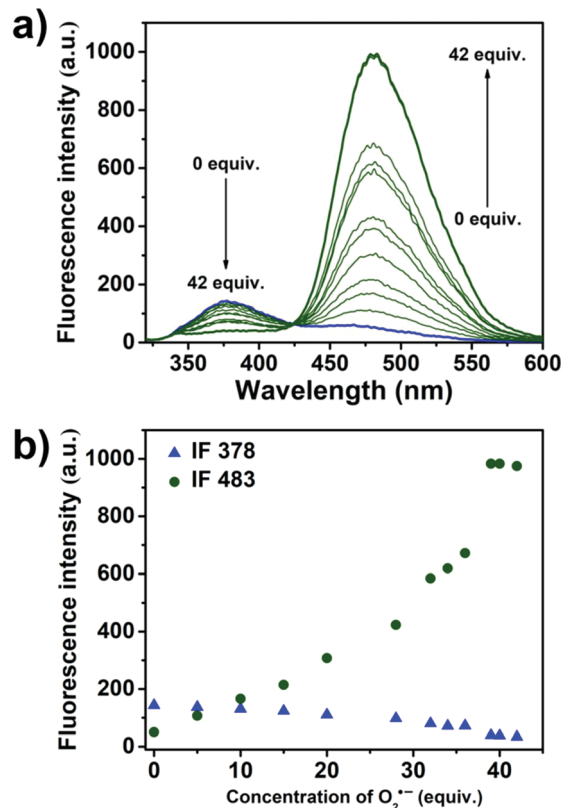 a)
1000
800
600
400
200
0
Fluorescence intensity (a.u.)
0 equiv.
42 equiv.
42 equiv.
0 equiv.
350 400 450 500 550 600
Wavelength (nm)
b)
IF 378
IF 483
1000
800
600
400
200
0
Fluorescence intensity (a.u.)
0 10 20 30 40
Concentration of O₂•− (equiv.)